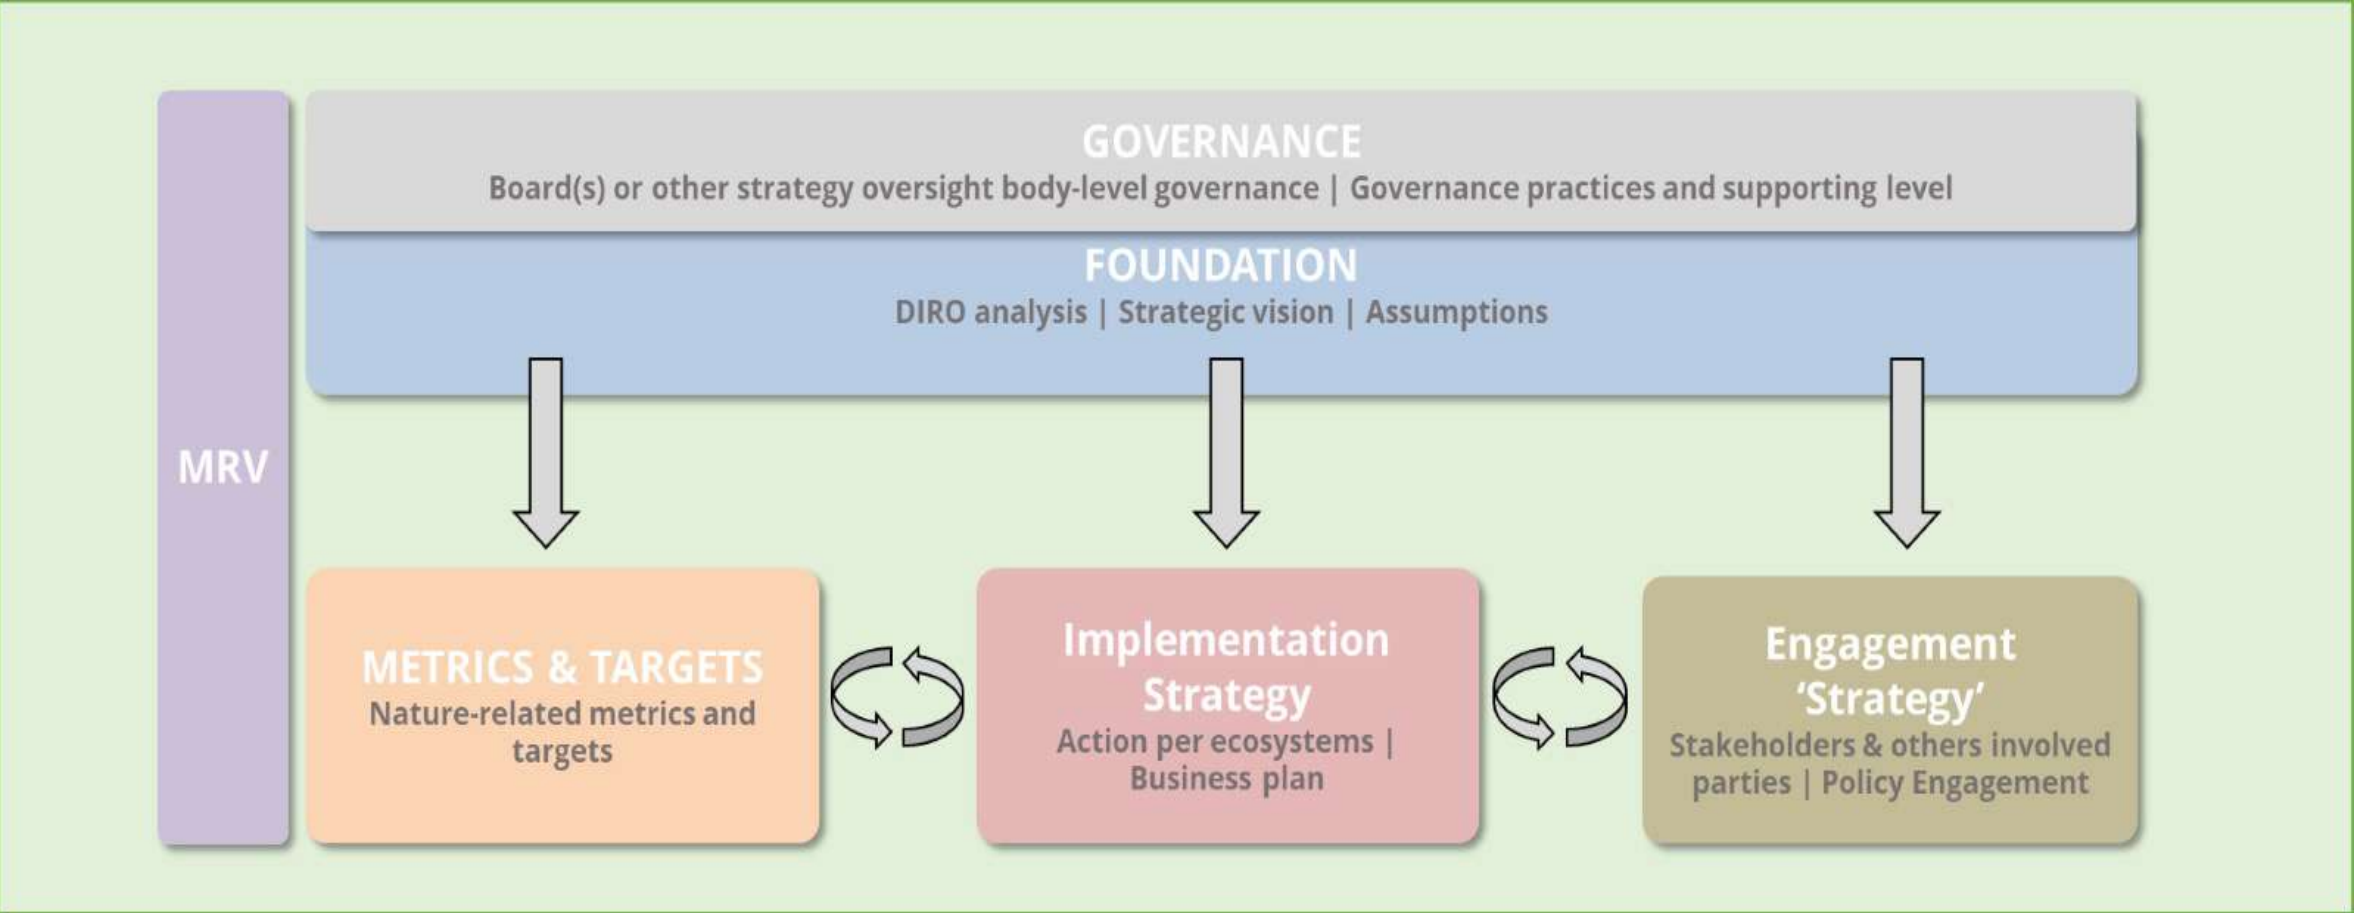 MRV
GOVERNANCE
Board(s) or other strategy oversight body-level governance | Governance practices and supporting level
FOUNDATION
DIRO analysis | Strategic vision | Assumptions
METRICS & TARGETS
Nature-related metrics and
targets
Implementation
Strategy
Action per ecosystems |
Business plan
Engagement
‘Strategy’
Stakeholders & others involved
parties | Policy Engagement